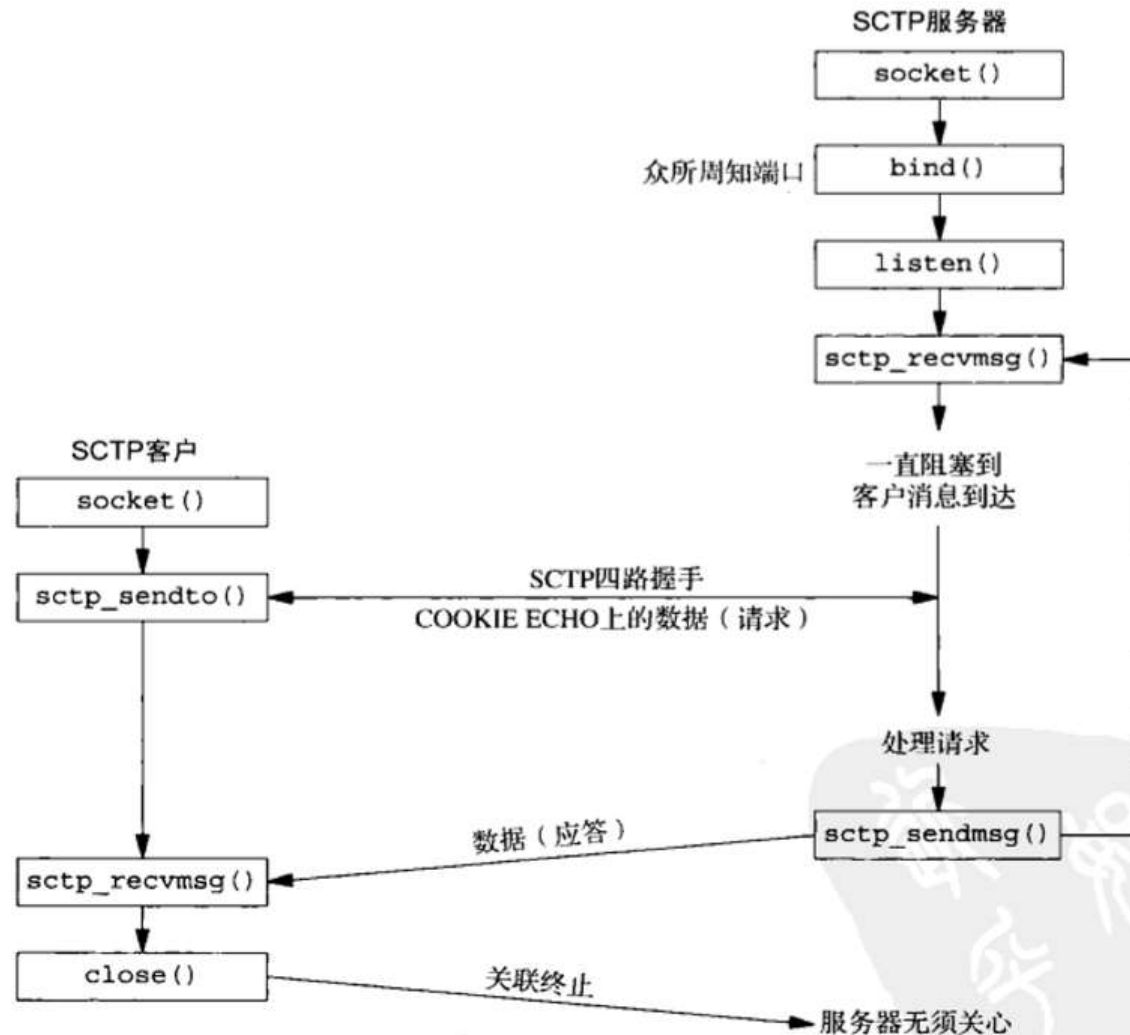 SCTP服务器
socket()
众所周知端口
bind()
listen()
sctp_recvmsg()
一直阻塞到
客户消息到达
SCTP客户
socket()
sctp_sendto()
SCTP四路握手
COOKIE ECHO上的数据（请求）
处理请求
sctp_sendmsg()
数据（应答）
sctp_recvmsg()
close()
关联终止
服务器无须关心